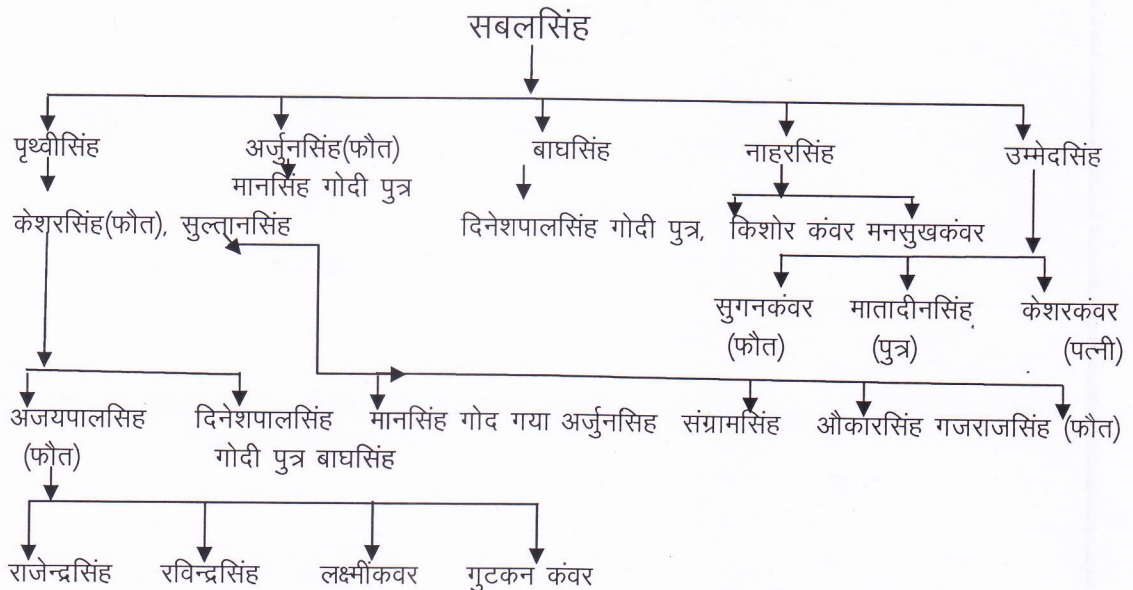 सबलसिंह
पृथ्वीसिंह अर्जुनसिंह(फौत) बाघसिंह नाहरसिंह उम्मेदसिंह
मानसिंह गोदी पुत्र
केशरसिंह(फौत), सुल्तानसिंह दिनेशपालसिंह गोदी पुत्र, किशोर कंवर मनसुखकंवर
सुगनकंवर मातादीनसिंह केशरकंवर
(फौत) (पुत्र) (पत्नी)
अजयपालसिह दिनेशपालसिंह मानसिंह गोद गया अर्जुनसिह संग्रामसिंह औकारसिंह गजराजसिंह (फौत)
(फौत) गोदी पुत्र बाघसिंह
राजेन्द्रसिंह रविन्द्रसिंह लक्ष्मींकवर गुटकन कंवर